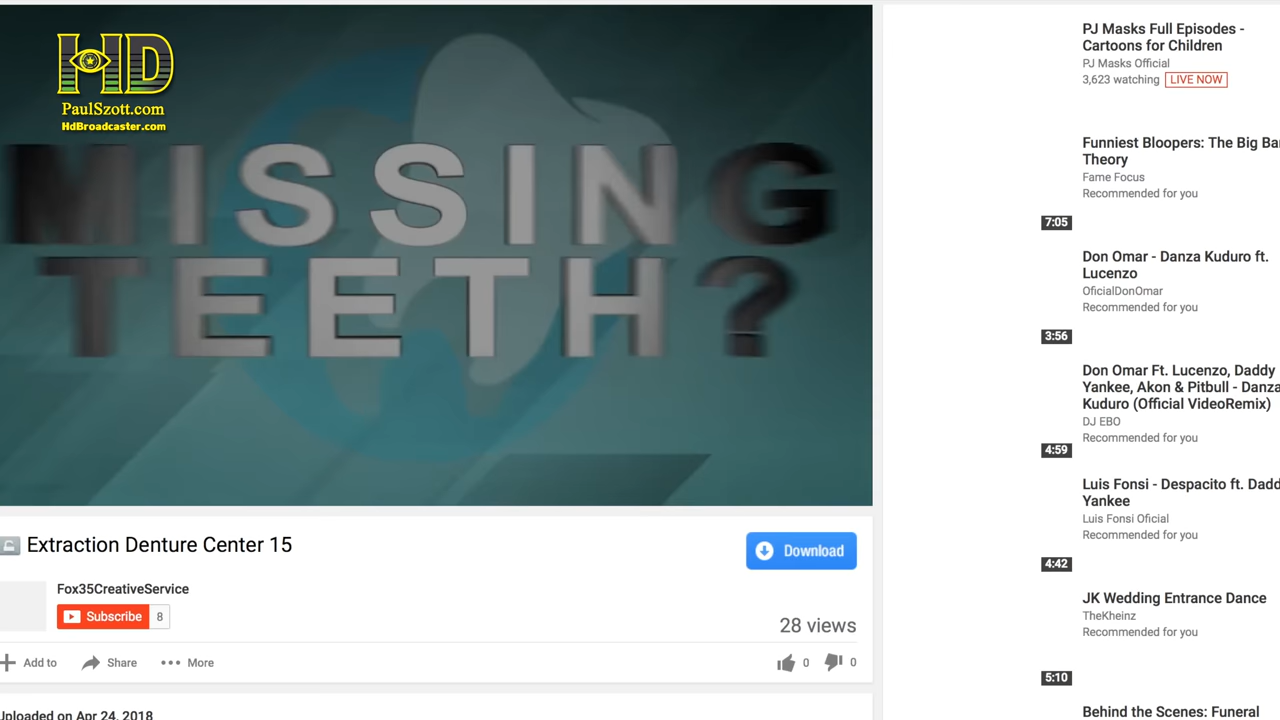 HD
PaulSzott.com
HdBroadcaster.com
MISSING
TEETH?
Extraction Denture Center 15
Download
Fox35CreativeService
Subscribe 8
28 views
Add to Share More 0 0
Uploaded on Apr 24, 2018
PJ Masks Full Episodes -
Cartoons for Children
PJ Masks Official
3,623 watching LIVE NOW
Funniest Bloopers: The Big Ba
Theory
Fame Focus
Recommended for you
7:05
Don Omar - Danza Kuduro ft.
Lucenzo
OficialDonOmar
Recommended for you
3:56
Don Omar Ft. Lucenzo, Daddy
Yankee, Akon & Pitbull - Danza
Kuduro (Official VideoRemix)
DJ EBO
Recommended for you
4:59
Luis Fonsi - Despacito ft. Dadd
Yankee
Luis Fonsi Oficial
Recommended for you
4:42
JK Wedding Entrance Dance
TheKheinz
Recommended for you
5:10
Behind the Scenes: Funeral